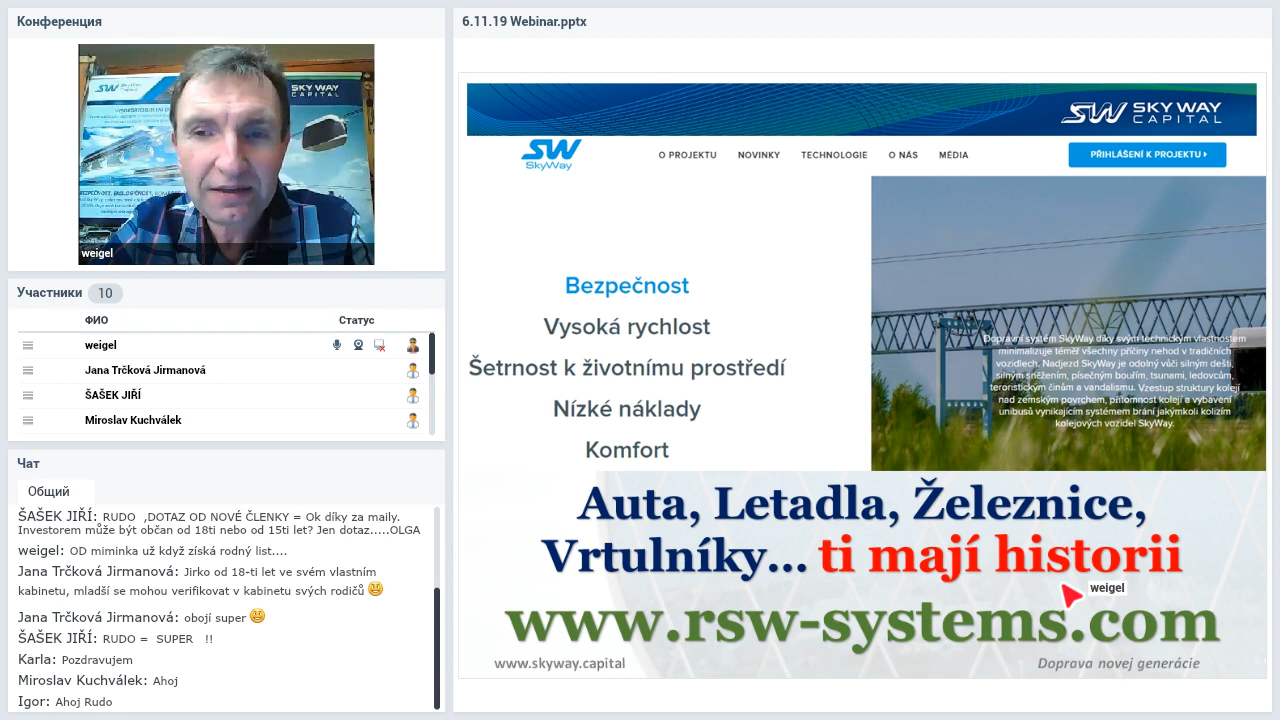 Конференция
SKY WAY
CAPITAL
weigel
Участники 10
ФИО Статус
weigel
Jana Trčková Jirmanová
ŠAŠEK JIŘÍ
Miroslav Kuchválek
Чат
Общий
ŠAŠEK JIŘÍ: RUDO ,DOTAZ OD NOVÉ ČLENKY = Ok díky za maily.
Investorem může být občan od 18ti nebo od 15ti let? Jen dotaz.....OLGA
weigel: OD miminka už když získá rodný list....
Jana Trčková Jirmanová: Jirko od 18-ti let ve svém vlastním
kabinetu, mladší se mohou verifikovat v kabinetu svých rodičů
Jana Trčková Jirmanová: obojí super
ŠAŠEK JIŘÍ: RUDO = SUPER !!
Karla: Pozdravujem
Miroslav Kuchválek: Ahoj
Igor: Ahoj Rudo
6.11.19 Webinar.pptx
SW SKY WAY
CAPITAL
SW
SkyWay
O PROJEKTU NOVINKY TECHNOLOGIE O NÁS MÉDIA
PŘIHLÁŠENÍ K PROJEKTU
Bezpečnost
Vysoká rychlost
Šetrnost k životnímu prostředí
Nízké náklady
Komfort
Dopravní systém SkyWay díky svým technickým vlastnostem
minimalizuje téměř všechny příčiny nehod v tradičních
vozidlech. Nadjezd SkyWay je odolný vůči silným dešti,
silným sněžením, písečným bouřím, tsunami, ledovcům,
teroristickým činům a vandalismu. Vzestup struktury kolejí
nad zemským povrchem, přítomnost kolejí a vybavení
unibusů vynikajícím systémem brání jakýmkoli kolizím
kolejových vozidel SkyWay.
Auta, Letadla, Železnice,
Vrtulníky... ti mají historii
weigel
www.rsw-systems.com
www.skyway.capital
Doprava novej generácie